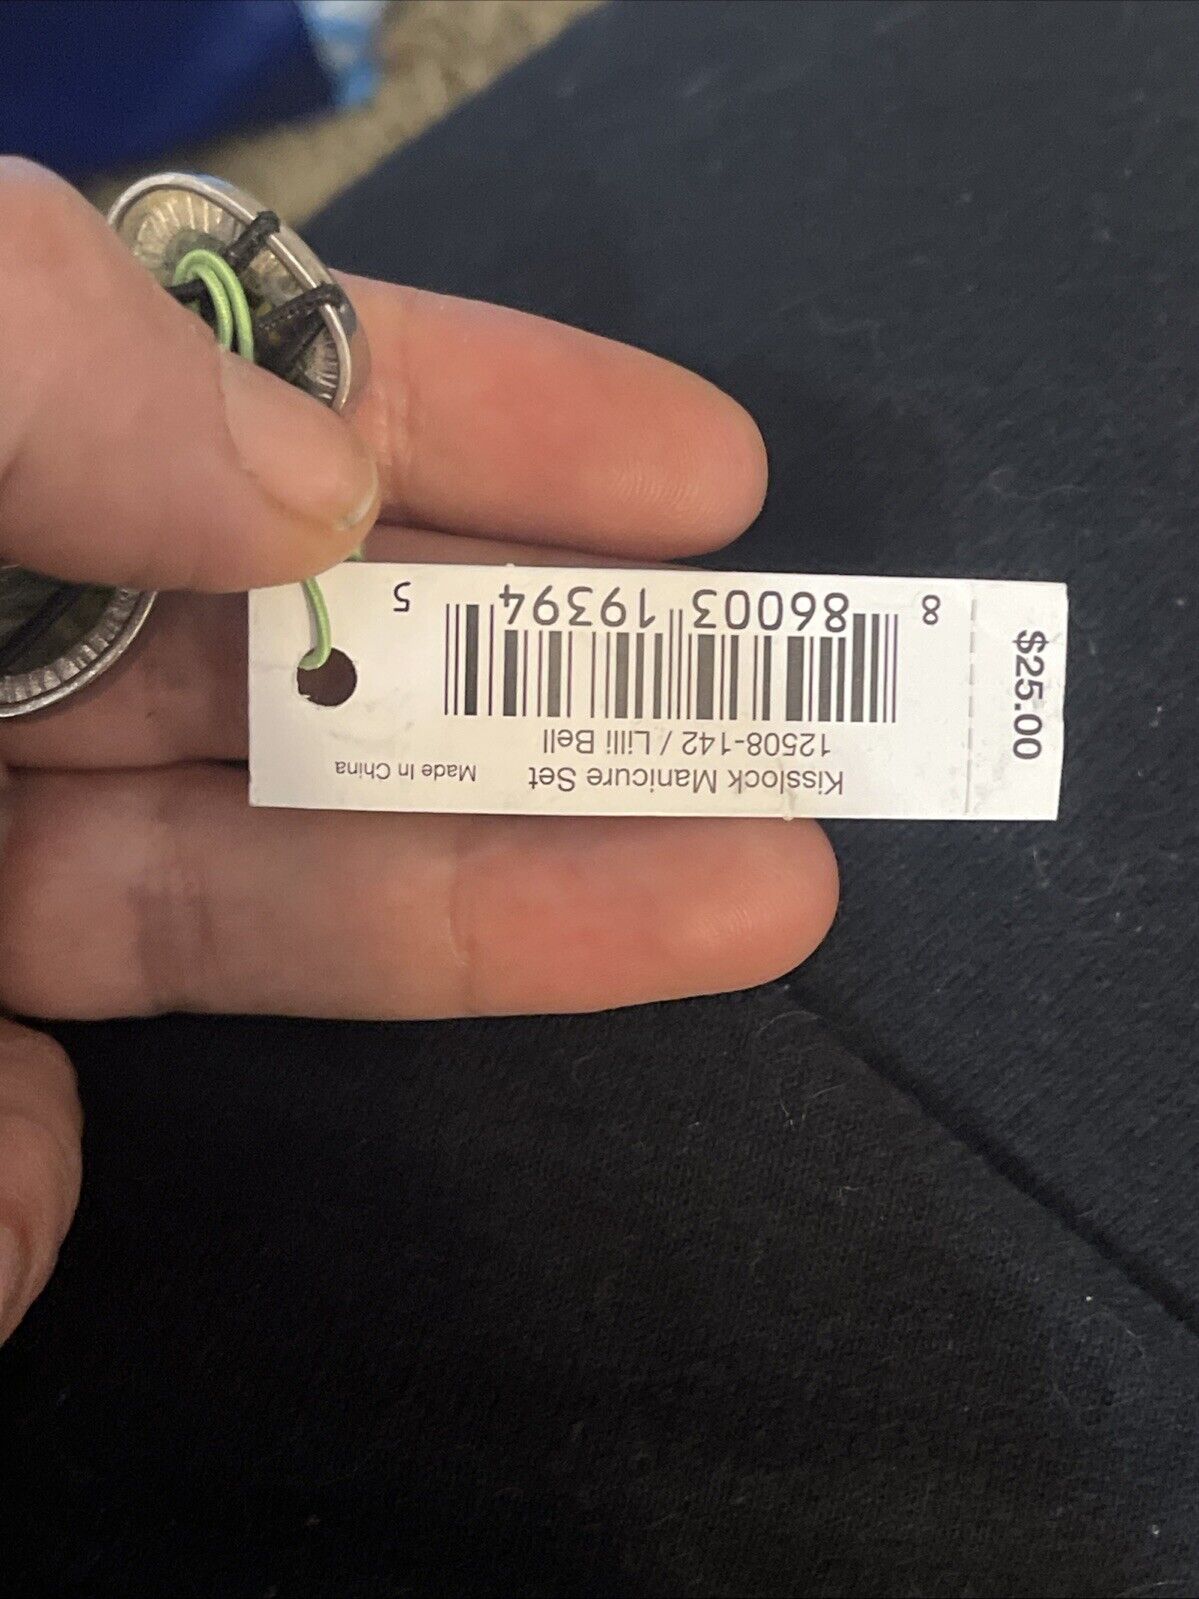 Kisslock Manicure Set
Made In China
12508-142 / Lilli Bell
8 86003 19394 5
$25.00